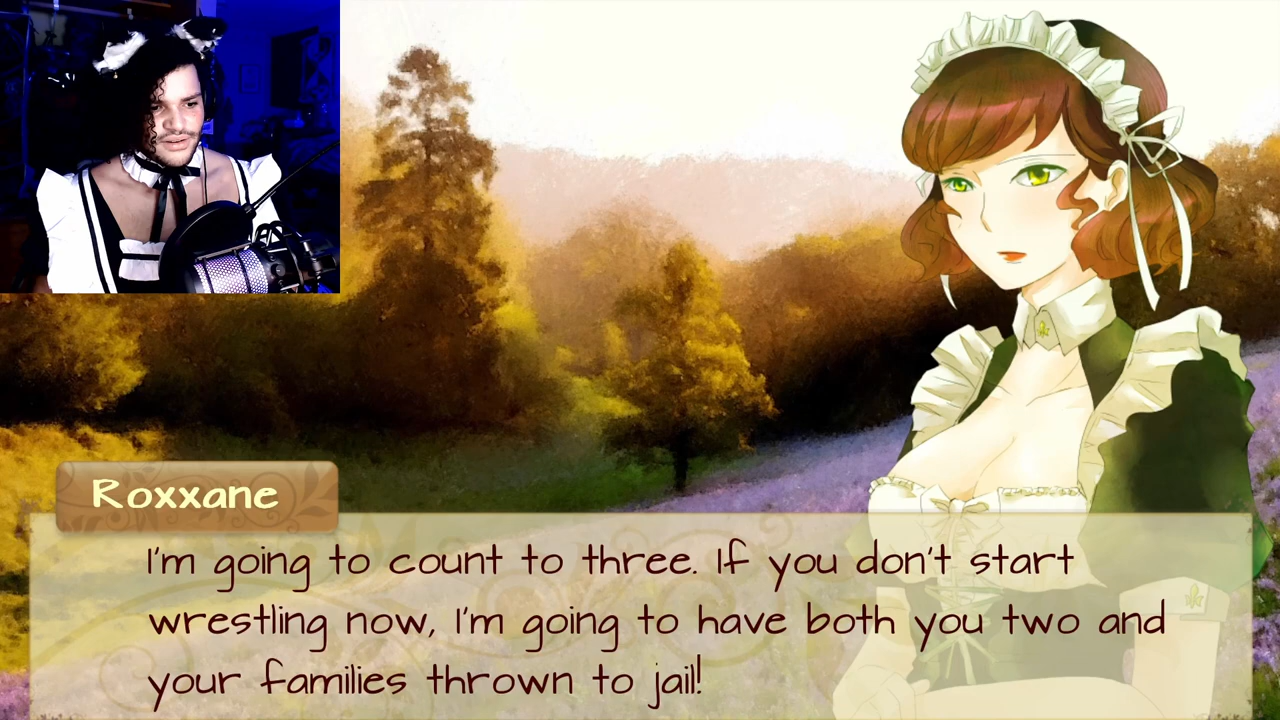 Roxxane
I'm going to count to three. If you don't start
wrestling now, I'm going to have both you two and
your families thrown to jail!